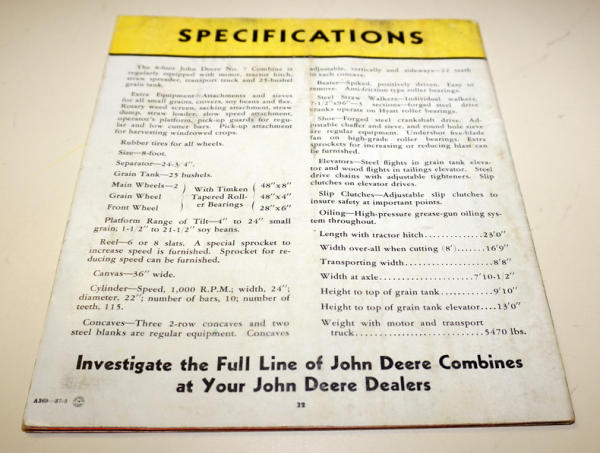 SPECIFICATIONS
The 8-foot John Deere No. 7 Combine is
regularly equipped with motor, tractor hitch,
straw spreader, transport truck and 25-bushel
grain tank.
Extra Equipment—Attachments and sieves
for all small grains, clovers, soy beans and flax.
Rotary weed screen, sacking attachment, straw
dump, straw loader, slow speed attachment,
operator's platform, pick-up guards for regu-
lar and low cutter bars. Pick-up attachment
for harvesting windrowed crops.
Rubber tires for all wheels.
Size—8-foot.
Separator—24-3/4".
Grain Tank—25 bushels.
Main Wheels—2 ) With Timken ( 48"x8"
Grain Wheel ) Tapered Roll- ( 48"x4"
Front Wheel ) er Bearings ( 28"x6"
Platform Range of Tilt—4" to 24" small
grain; 1-1/2" to 21-1/2" soy beans.
Reel—6 or 8 slats. A special sprocket to
increase speed is furnished. Sprocket for re-
ducing speed can be furnished.
Canvas—36" wide.
Cylinder—Speed, 1,000 R.P.M.; width, 24";
diameter, 22"; number of bars, 10; number of
teeth, 115.
Concaves—Three 2-row concaves and two
steel blanks are regular equipment. Concaves
adjustable, vertically and sideways—22 teeth
in each concave.
Beater—Spiked, positively driven. Easy to
remove. Anti-friction type roller bearings.
Steel Straw Walkers—Individual walkers,
7-1/2"x96"—3 sections—forged steel drive
cranks operate on Hyatt roller bearings.
Shoe—Forged steel crankshaft drive. Ad-
justable chaffer and sieve, and round hole sieve
are regular equipment. Undershot five-blade
fan on high-grade roller bearings. Extra
sprockets for increasing or reducing blast can
be furnished.
Elevators—Steel flights in grain tank eleva-
tor and wood flights in tailings elevator. Steel
drive chains with adjustable tighteners. Slip
clutches on elevator drives.
Slip Clutches—Adjustable slip clutches to
insure safety at important points.
Oiling—High-pressure grease-gun oiling sys-
tem throughout.
Length with tractor hitch..............23'0"
Width over-all when cutting (8')......16'9"
Transporting width....................8'8"
Width at axle....................7'10-1/2"
Height to top of grain tank............9'10"
Height to top of grain tank elevator....13'0"
Weight with motor and transport
truck..........................5470 lbs.
Investigate the Full Line of John Deere Combines
at Your John Deere Dealers
A360—37-3
32